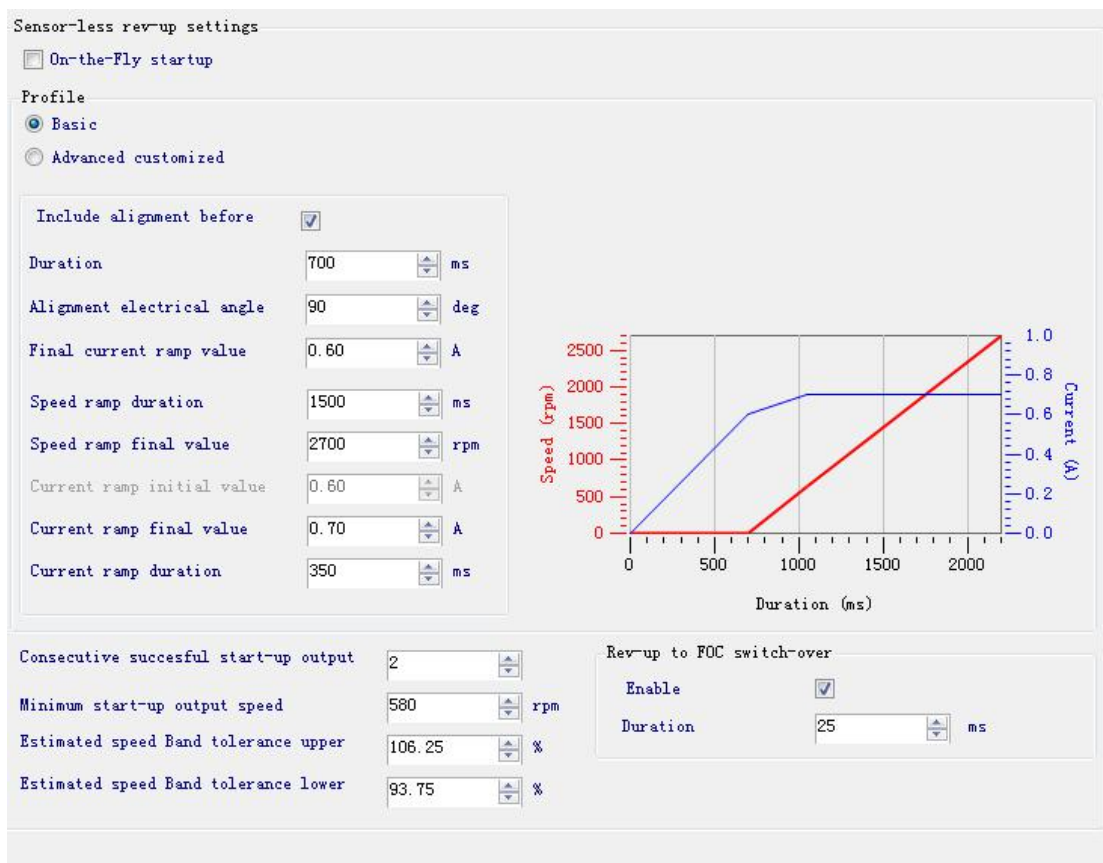 Sensor-less rev-up settings
On-the-Fly startup
Profile
Basic
Advanced customized
Include alignment before
Duration 700 ms
Alignment electrical angle 90 deg
Final current ramp value 0.60 A
Speed ramp duration 1500 ms
Speed ramp final value 2700 rpm
Current ramp initial value 0.60 A
Current ramp final value 0.70 A
Current ramp duration 350 ms
Speed (rpm)
2500
2000
1500
1000
500
0
1.0
0.8
0.6
0.4
0.2
0.0
Current (A)
0 500 1000 1500 2000
Duration (ms)
Consecutive succesful start-up output 2
Minimum start-up output speed 580 rpm
Estimated speed Band tolerance upper 106.25 %
Estimated speed Band tolerance lower 93.75 %
Rev-up to FOC switch-over
Enable
Duration 25 ms